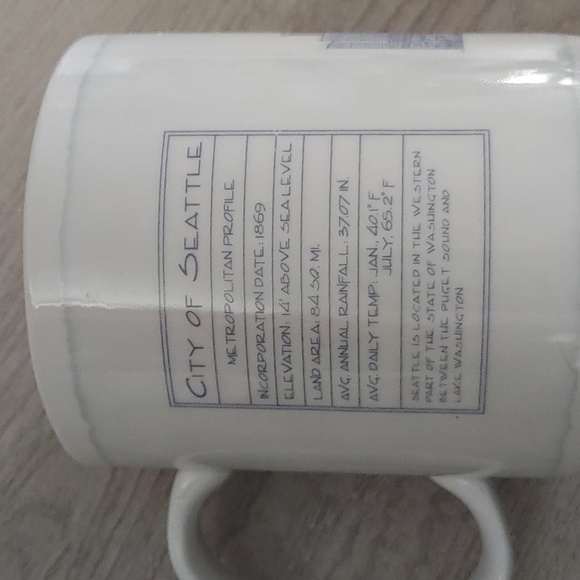 CITY OF SEATTLE
METROPOLITAN PROFILE
INCORPORATION DATE: 1869
ELEVATION: 14' ABOVE SEA LEVEL
LAND AREA: 84 SQ. MI.
AVG. ANNUAL RAINFALL: 37.07 IN.
AVG. DAILY TEMP: JAN. 40.1° F
JULY. 65.2° F
SEATTLE IS LOCATED IN THE WESTERN
PART OF THE STATE OF WASHINGTON
BETWEEN THE PUGET SOUND AND
LAKE WASHINGTON